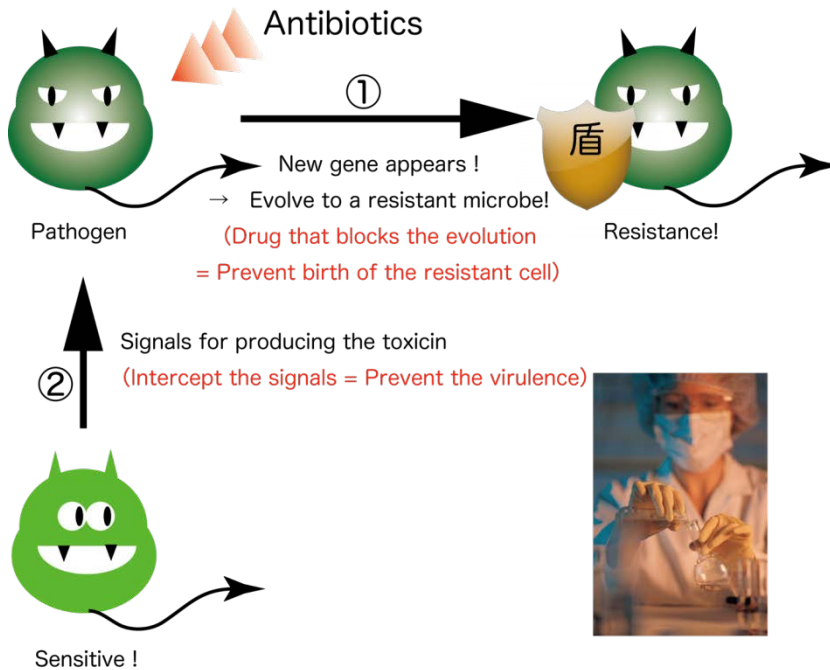 Antibiotics
①
盾
New gene appears !
→ Evolve to a resistant microbe!
(Drug that blocks the evolution
= Prevent birth of the resistant cell)
Pathogen
Resistance!
Signals for producing the toxicin
②
(Intercept the signals = Prevent the virulence)
Sensitive !